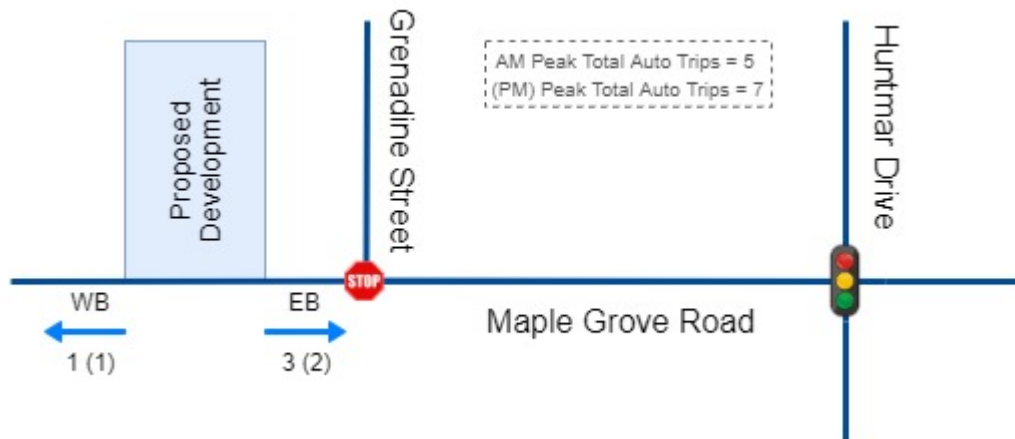 Proposed
Development
Grenadine Street
AM Peak Total Auto Trips = 5
(PM) Peak Total Auto Trips = 7
Huntmar Drive
STOP
WB
EB
1 (1)
3 (2)
Maple Grove Road